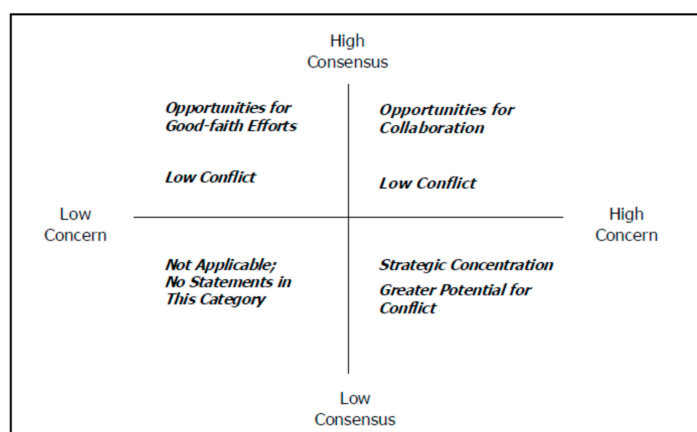 High
Consensus
Opportunities for
Good-faith Efforts
Low Conflict
Opportunities for
Collaboration
Low Conflict
Low
Concern
High
Concern
Not Applicable;
No Statements in
This Category
Strategic Concentration
Greater Potential for
Conflict
Low
Consensus